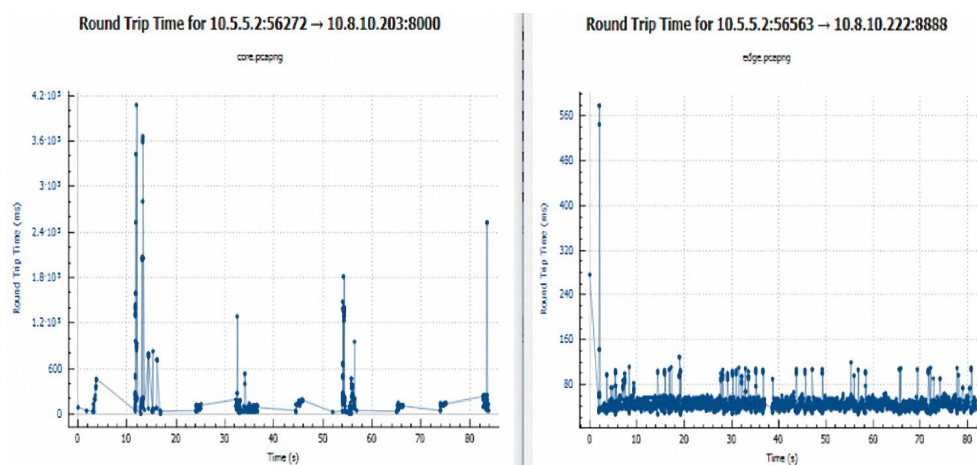 Round Trip Time for 10.5.5.2:56272 → 10.8.10.203:8000
core.pcapng
4.2·10³
3.6·10³
3·10³
2.4·10³
1.8·10³
1.2·10³
600
0
Round Trip Time (ms)
0 10 20 30 40 50 60 70 80
Time (s)
Round Trip Time for 10.5.5.2:56563 → 10.8.10.222:8888
edge.pcapng
560
480
400
320
240
160
80
Round Trip Time (ms)
0 10 20 30 40 50 60 70 80
Time (s)